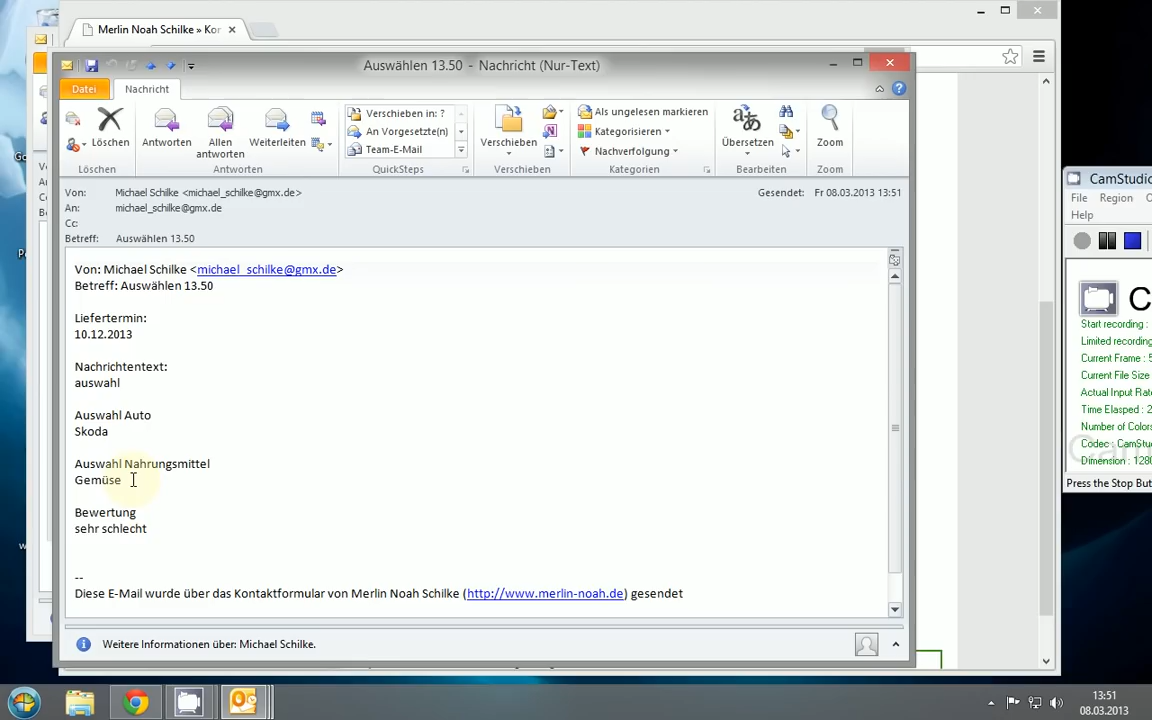 Merlin Noah Schilke » Kor
Auswählen 13.50 - Nachricht (Nur-Text)
Datei
Nachricht
Löschen
Löschen
Antworten
Allen antworten
Weiterleiten
Antworten
Verschieben in: ?
An Vorgesetzte(n)
Team-E-Mail
QuickSteps
Verschieben
Verschieben
Als ungelesen markieren
Kategorisieren
Nachverfolgung
Kategorien
Übersetzen
Bearbeiten
Zoom
Zoom
Von: Michael Schilke <michael_schilke@gmx.de>
Gesendet: Fr 08.03.2013 13:51
An: michael_schilke@gmx.de
Cc:
Betreff: Auswählen 13.50
Von: Michael Schilke <michael_schilke@gmx.de>
Betreff: Auswählen 13.50
Liefertermin:
10.12.2013
Nachrichtentext:
auswahl
Auswahl Auto
Skoda
Auswahl Nahrungsmittel
Gemüse
Bewertung
sehr schlecht
--
Diese E-Mail wurde über das Kontaktformular von Merlin Noah Schilke (http://www.merlin-noah.de) gesendet
Weitere Informationen über: Michael Schilke.
CamStudio
File Region
Help
Start recording :
Limited recording
Current Frame : 5
Current File Size
Actual Input Rate
Time Elasped : 2
Number of Colors
Codec : CamStu
Dimension : 1280
Press the Stop But
13:51
08.03.2013